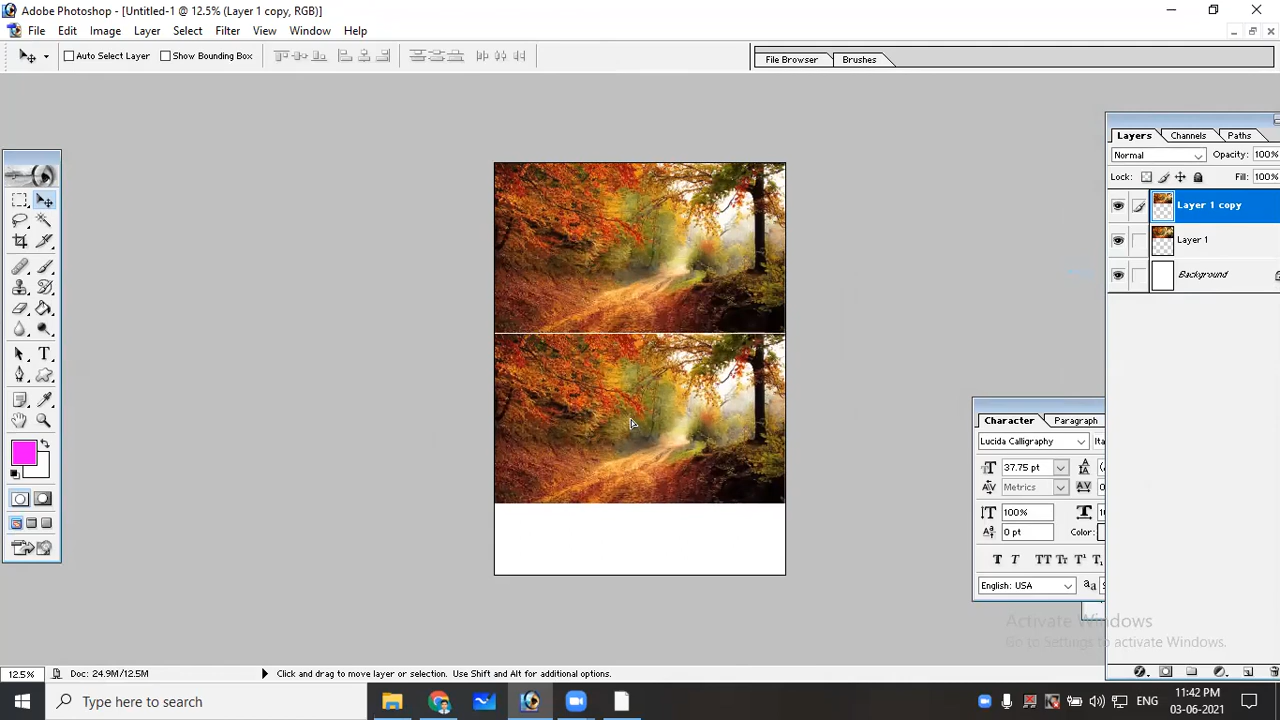 Adobe Photoshop - [Untitled-1 @ 12.5% (Layer 1 copy, RGB)]
File Edit Image Layer Select Filter View Window Help
Auto Select Layer Show Bounding Box
File Browser Brushes
Layers Channels Paths
Normal Opacity: 100%
Lock: Fill: 100%
Layer 1 copy
Layer 1
Background
Character Paragraph
Lucida Calligraphy Ita
37.75 pt
Metrics 0
100%
0 pt Color:
English: USA
Activate Windows
Go to Settings to activate Windows.
12.5% Doc: 24.9M/12.5M Click and drag to move layer or selection. Use Shift and Alt for additional options.
Type here to search
ENG
11:42 PM
03-06-2021